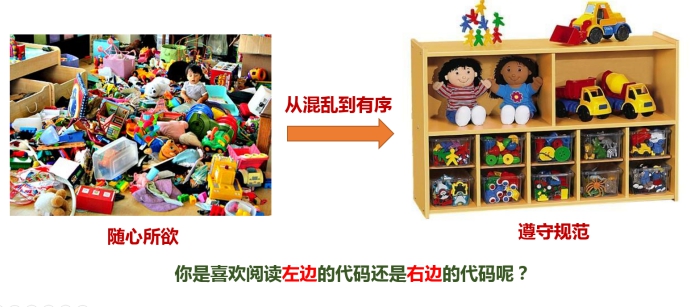 从混乱到有序
随心所欲
遵守规范
你是喜欢阅读左边的代码还是右边的代码呢？